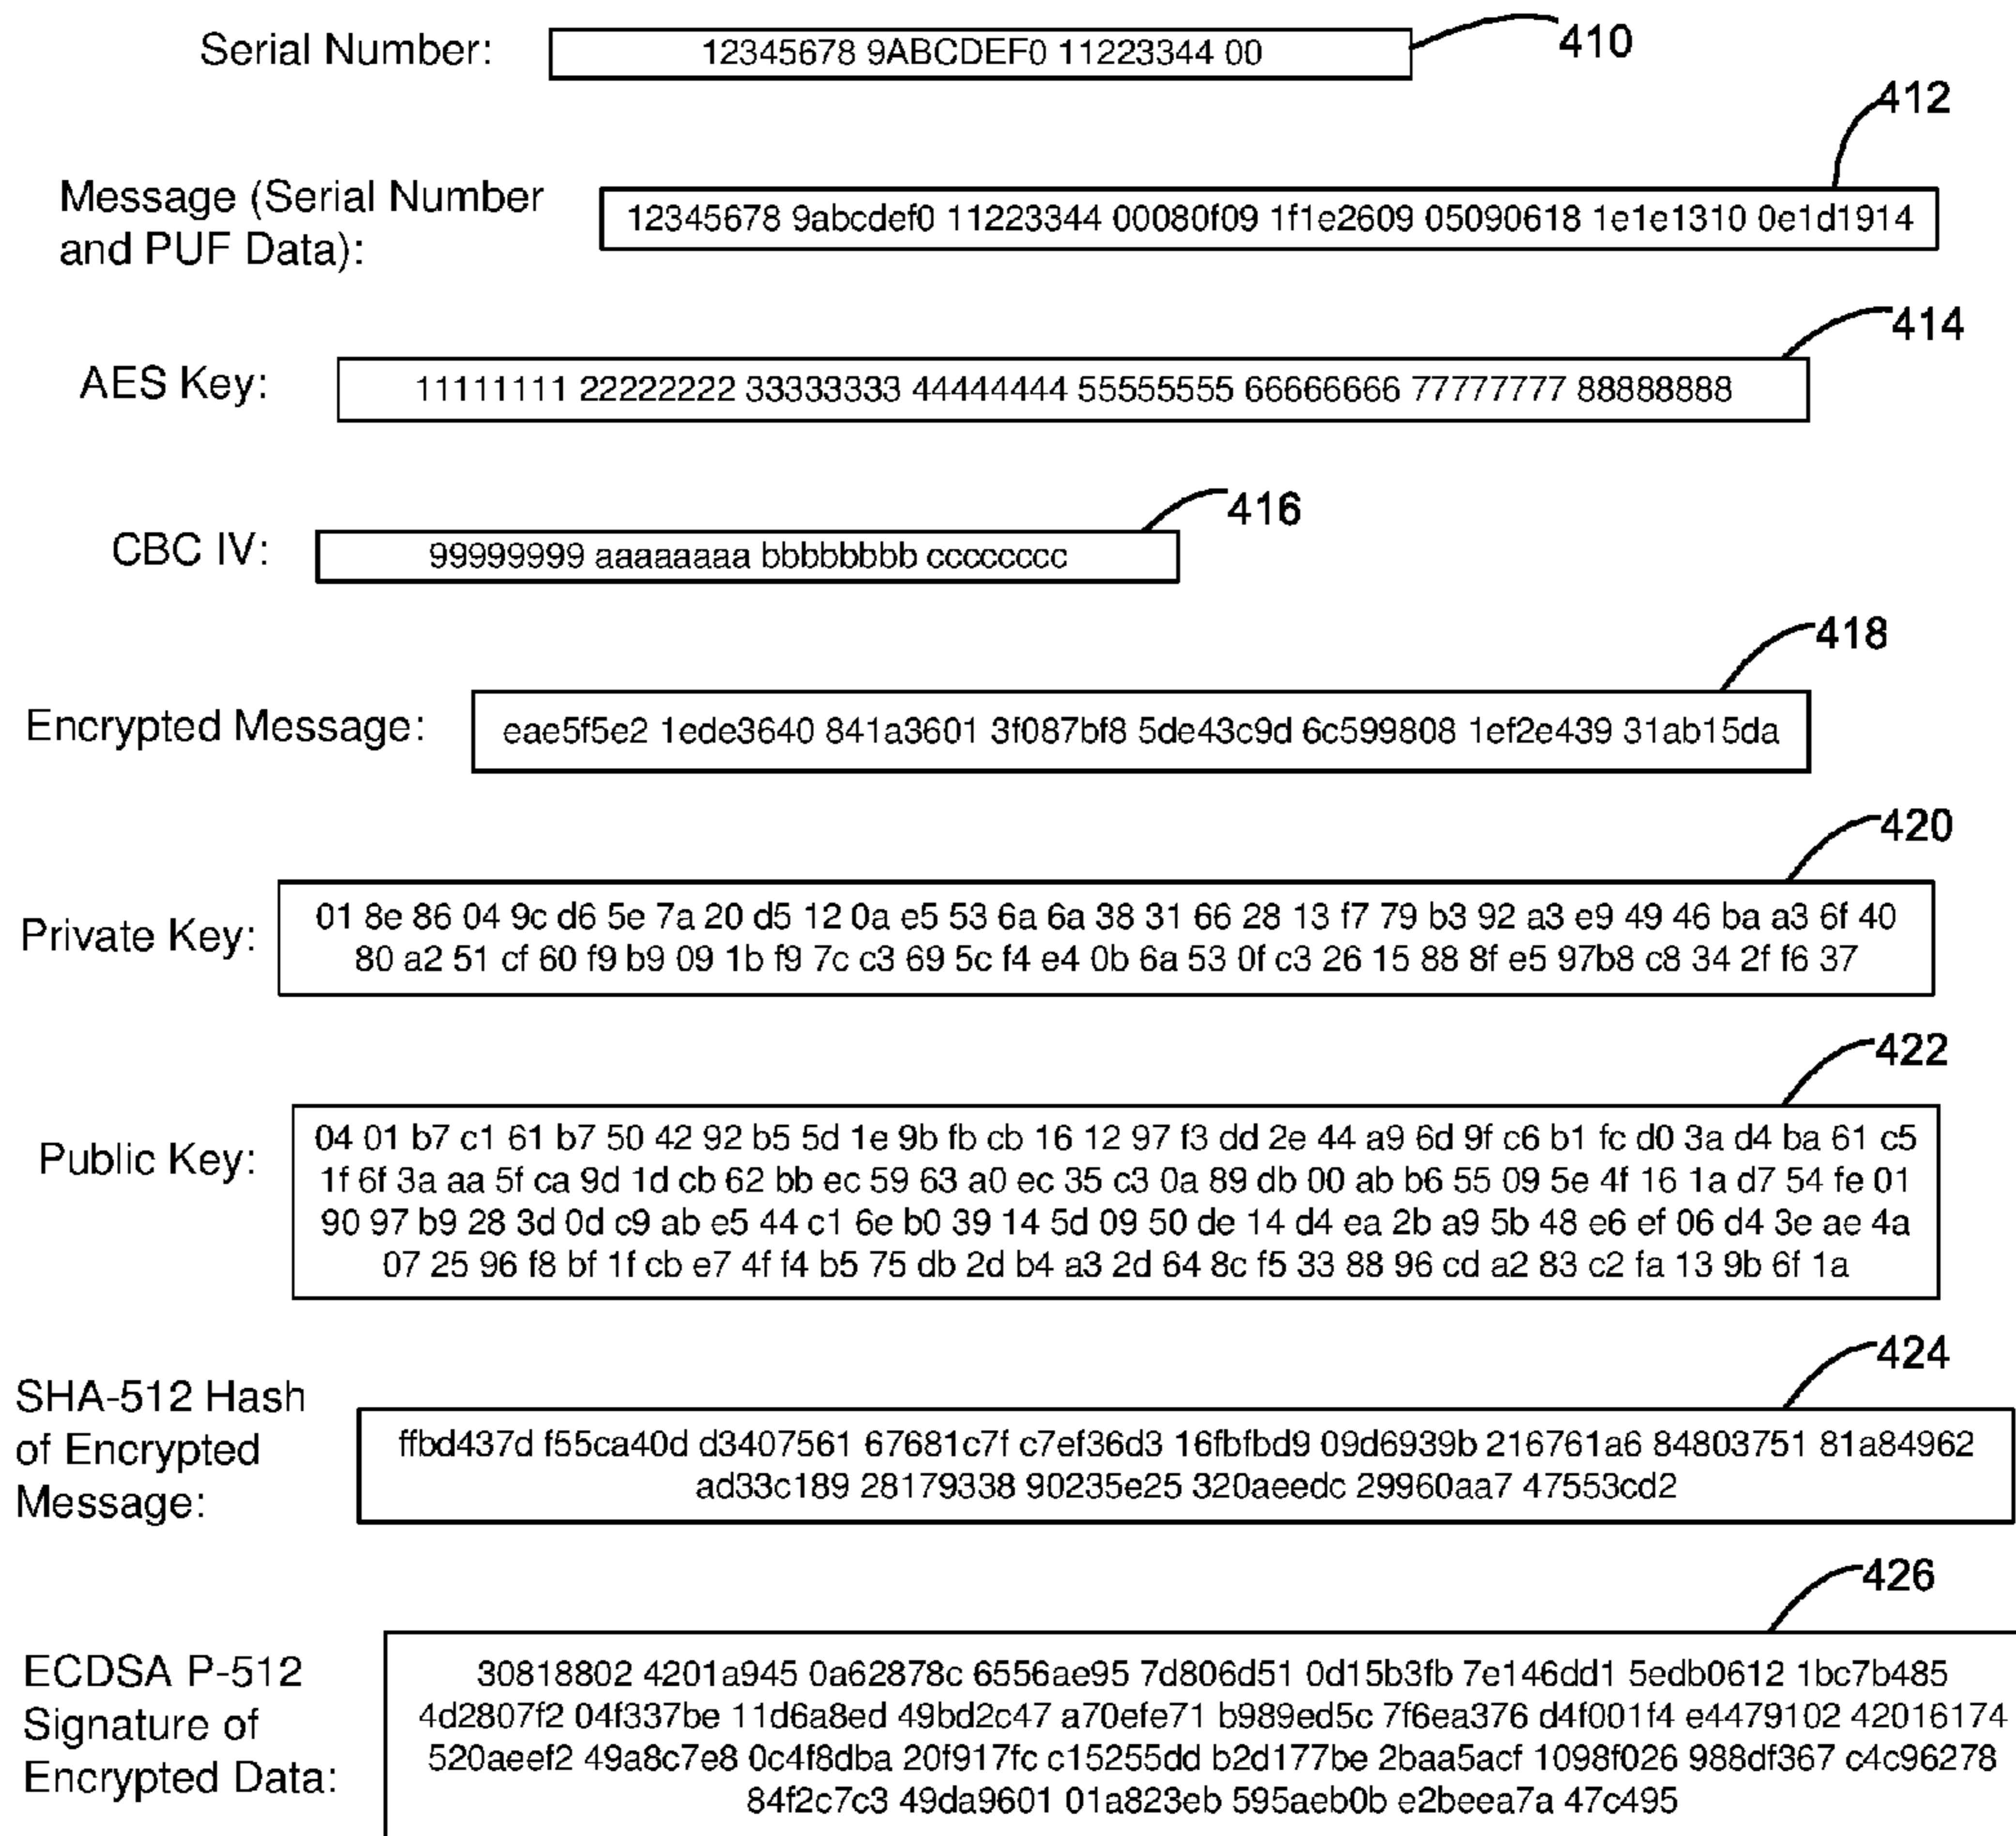 Serial Number: 12345678 9ABCDEF0 11223344 00 410
412
Message (Serial Number
and PUF Data):
12345678 9abcdef0 11223344 00080f09 1f1e2609 05090618 1e1e1310 0e1d1914
414
AES Key: 11111111 22222222 33333333 44444444 55555555 66666666 77777777 88888888
416
CBC IV: 99999999 aaaaaaaa bbbbbbbb cccccccc
418
Encrypted Message: eae5f5e2 1ede3640 841a3601 3f087bf8 5de43c9d 6c599808 1ef2e439 31ab15da
420
Private Key:
01 8e 86 04 9c d6 5e 7a 20 d5 12 0a e5 53 6a 6a 38 31 66 28 13 f7 79 b3 92 a3 e9 49 46 ba a3 6f 40
80 a2 51 cf 60 f9 b9 09 1b f9 7c c3 69 5c f4 e4 0b 6a 53 0f c3 26 15 88 8f e5 97b8 c8 34 2f f6 37
422
Public Key:
04 01 b7 c1 61 b7 50 42 92 b5 5d 1e 9b fb cb 16 12 97 f3 dd 2e 44 a9 6d 9f c6 b1 fc d0 3a d4 ba 61 c5
1f 6f 3a aa 5f ca 9d 1d cb 62 bb ec 59 63 a0 ec 35 c3 0a 89 db 00 ab b6 55 09 5e 4f 16 1a d7 54 fe 01
90 97 b9 28 3d 0d c9 ab e5 44 c1 6e b0 39 14 5d 09 50 de 14 d4 ea 2b a9 5b 48 e6 ef 06 d4 3e ae 4a
07 25 96 f8 bf 1f cb e7 4f f4 b5 75 db 2d b4 a3 2d 64 8c f5 33 88 96 cd a2 83 c2 fa 13 9b 6f 1a
424
SHA-512 Hash
of Encrypted
Message:
ffbd437d f55ca40d d3407561 67681c7f c7ef36d3 16fbfbd9 09d6939b 216761a6 84803751 81a84962
ad33c189 28179338 90235e25 320aeedc 29960aa7 47553cd2
426
ECDSA P-512
Signature of
Encrypted Data:
30818802 4201a945 0a62878c 6556ae95 7d806d51 0d15b3fb 7e146dd1 5edb0612 1bc7b485
4d2807f2 04f337be 11d6a8ed 49bd2c47 a70efe71 b989ed5c 7f6ea376 d4f001f4 e4479102 42016174
520aeef2 49a8c7e8 0c4f8dba 20f917fc c15255dd b2d177be 2baa5acf 1098f026 988df367 c4c96278
84f2c7c3 49da9601 01a823eb 595aeb0b e2beea7a 47c495